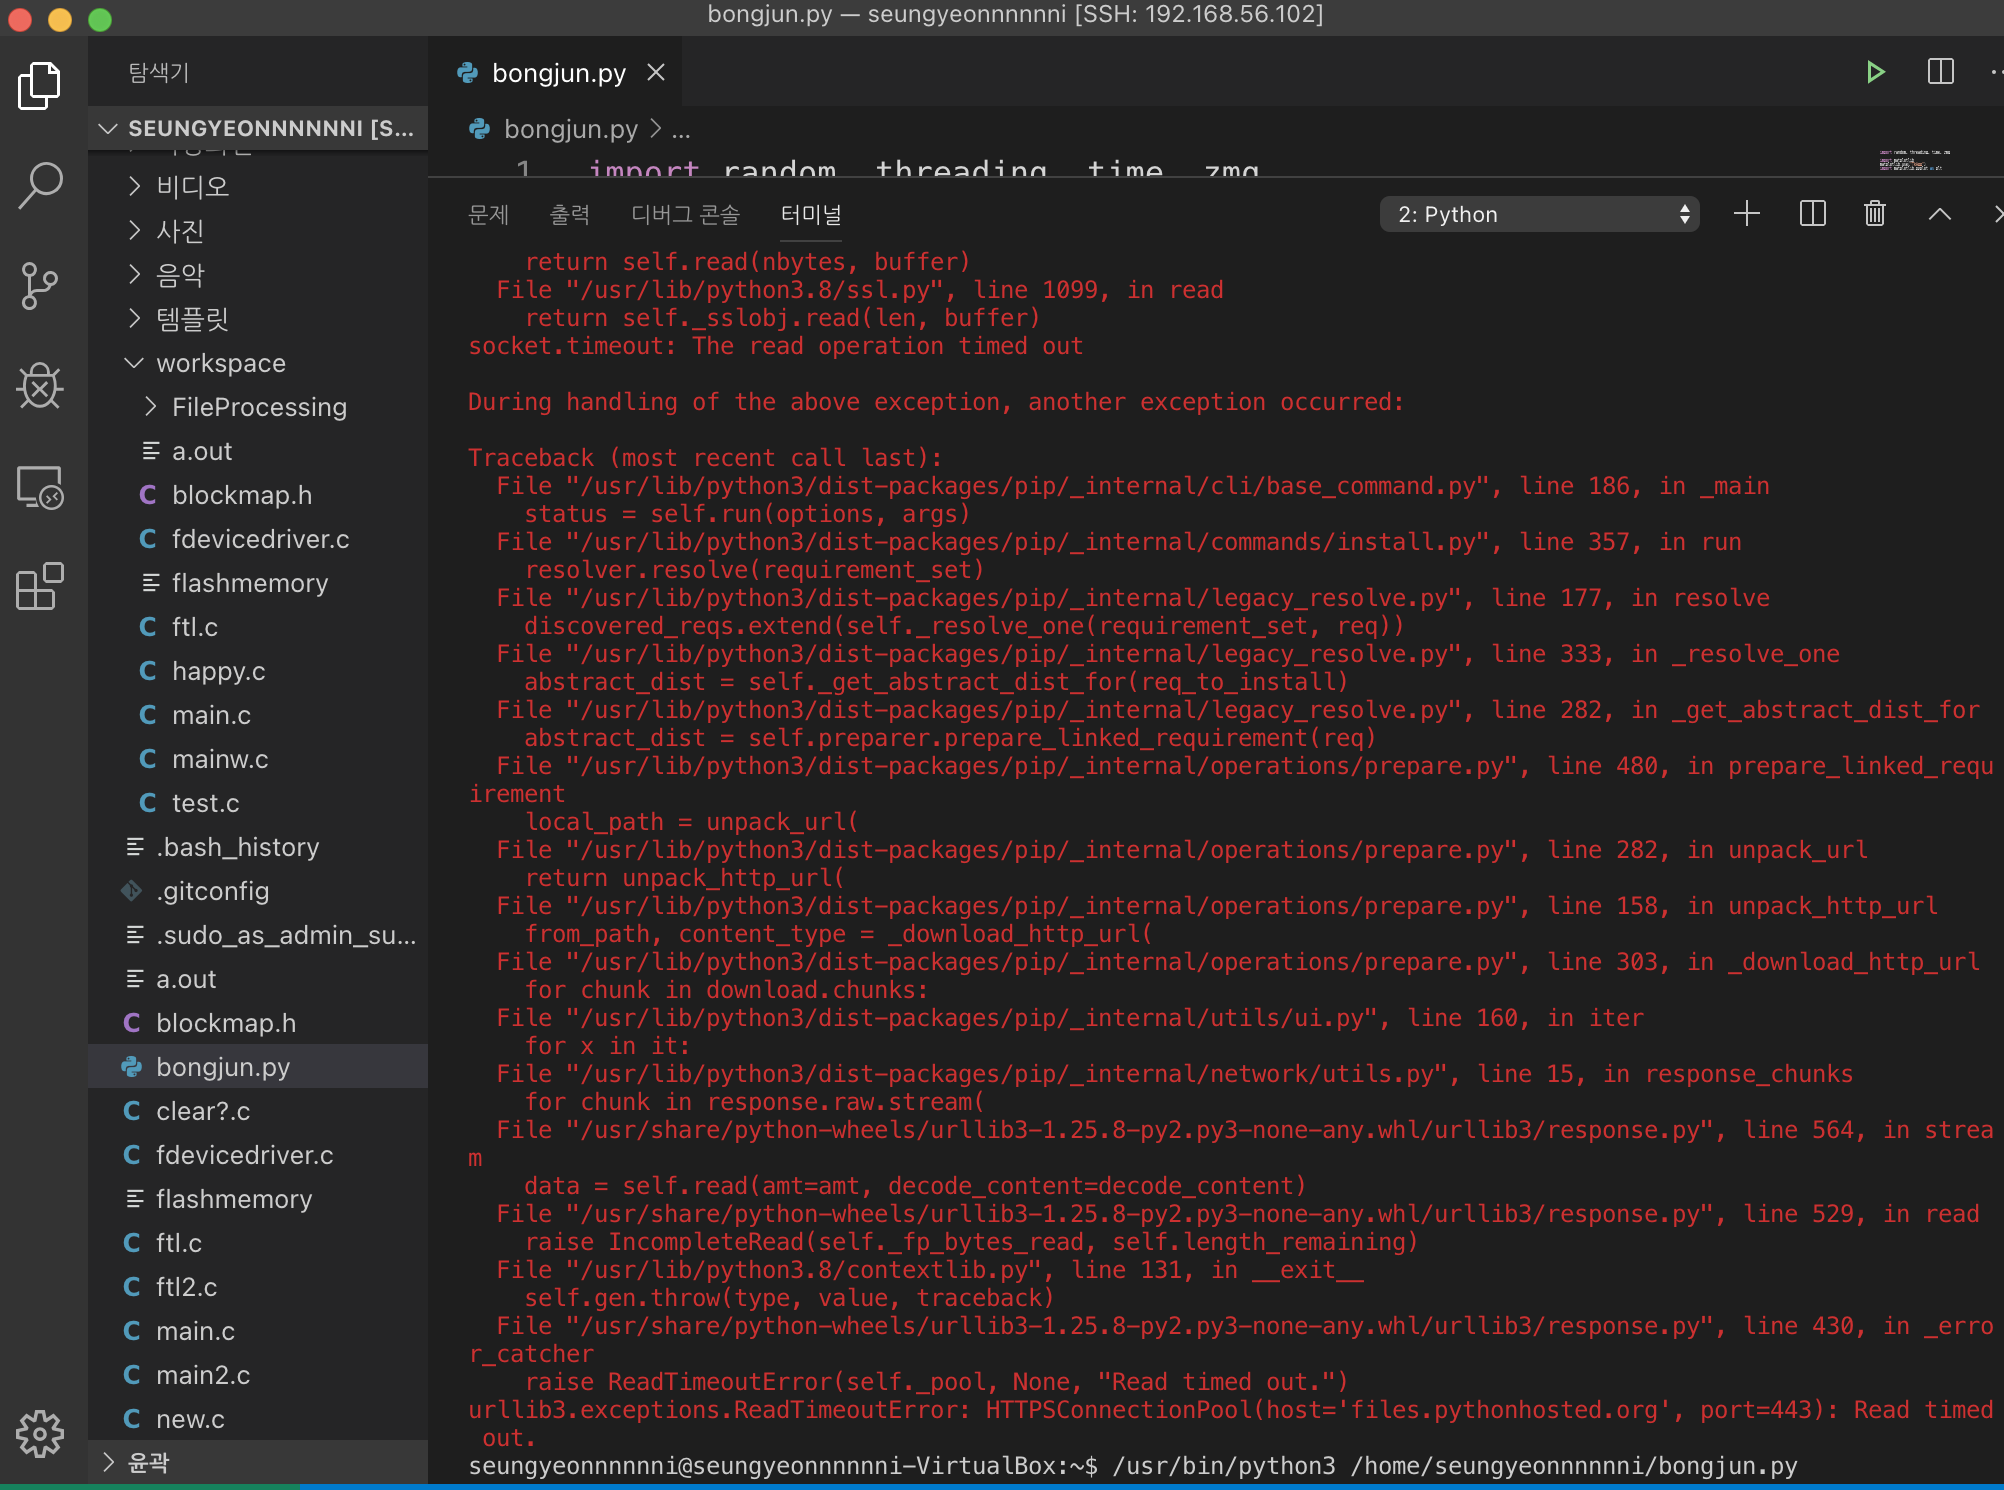 bongjun.py — seungyeonnnnnni [SSH: 192.168.56.102]
탐색기
SEUNGYEONNNNNNI [S...
비디오
사진
음악
템플릿
workspace
FileProcessing
a.out
blockmap.h
fdevicedriver.c
flashmemory
ftl.c
happy.c
main.c
mainw.c
test.c
.bash_history
.gitconfig
.sudo_as_admin_su...
a.out
blockmap.h
bongjun.py
clear?.c
fdevicedriver.c
flashmemory
ftl.c
ftl2.c
main.c
main2.c
new.c
윤곽
bongjun.py
bongjun.py > ...
1 import random, threading, time, zmq
문제 출력 디버그 콘솔 터미널
2: Python
return self.read(nbytes, buffer)
File "/usr/lib/python3.8/ssl.py", line 1099, in read
return self._sslobj.read(len, buffer)
socket.timeout: The read operation timed out
During handling of the above exception, another exception occurred:
Traceback (most recent call last):
File "/usr/lib/python3/dist-packages/pip/_internal/cli/base_command.py", line 186, in _main
status = self.run(options, args)
File "/usr/lib/python3/dist-packages/pip/_internal/commands/install.py", line 357, in run
resolver.resolve(requirement_set)
File "/usr/lib/python3/dist-packages/pip/_internal/legacy_resolve.py", line 177, in resolve
discovered_reqs.extend(self._resolve_one(requirement_set, req))
File "/usr/lib/python3/dist-packages/pip/_internal/legacy_resolve.py", line 333, in _resolve_one
abstract_dist = self._get_abstract_dist_for(req_to_install)
File "/usr/lib/python3/dist-packages/pip/_internal/legacy_resolve.py", line 282, in _get_abstract_dist_for
abstract_dist = self.preparer.prepare_linked_requirement(req)
File "/usr/lib/python3/dist-packages/pip/_internal/operations/prepare.py", line 480, in prepare_linked_requ
irement
local_path = unpack_url(
File "/usr/lib/python3/dist-packages/pip/_internal/operations/prepare.py", line 282, in unpack_url
return unpack_http_url(
File "/usr/lib/python3/dist-packages/pip/_internal/operations/prepare.py", line 158, in unpack_http_url
from_path, content_type = _download_http_url(
File "/usr/lib/python3/dist-packages/pip/_internal/operations/prepare.py", line 303, in _download_http_url
for chunk in download.chunks:
File "/usr/lib/python3/dist-packages/pip/_internal/utils/ui.py", line 160, in iter
for x in it:
File "/usr/lib/python3/dist-packages/pip/_internal/network/utils.py", line 15, in response_chunks
for chunk in response.raw.stream(
File "/usr/share/python-wheels/urllib3-1.25.8-py2.py3-none-any.whl/urllib3/response.py", line 564, in strea
m
data = self.read(amt=amt, decode_content=decode_content)
File "/usr/share/python-wheels/urllib3-1.25.8-py2.py3-none-any.whl/urllib3/response.py", line 529, in read
raise IncompleteRead(self._fp_bytes_read, self.length_remaining)
File "/usr/lib/python3.8/contextlib.py", line 131, in __exit__
self.gen.throw(type, value, traceback)
File "/usr/share/python-wheels/urllib3-1.25.8-py2.py3-none-any.whl/urllib3/response.py", line 430, in _erro
r_catcher
raise ReadTimeoutError(self._pool, None, "Read timed out.")
urllib3.exceptions.ReadTimeoutError: HTTPSConnectionPool(host='files.pythonhosted.org', port=443): Read timed
out.
seungyeonnnnnni@seungyeonnnnnni-VirtualBox:~$ /usr/bin/python3 /home/seungyeonnnnnni/bongjun.py